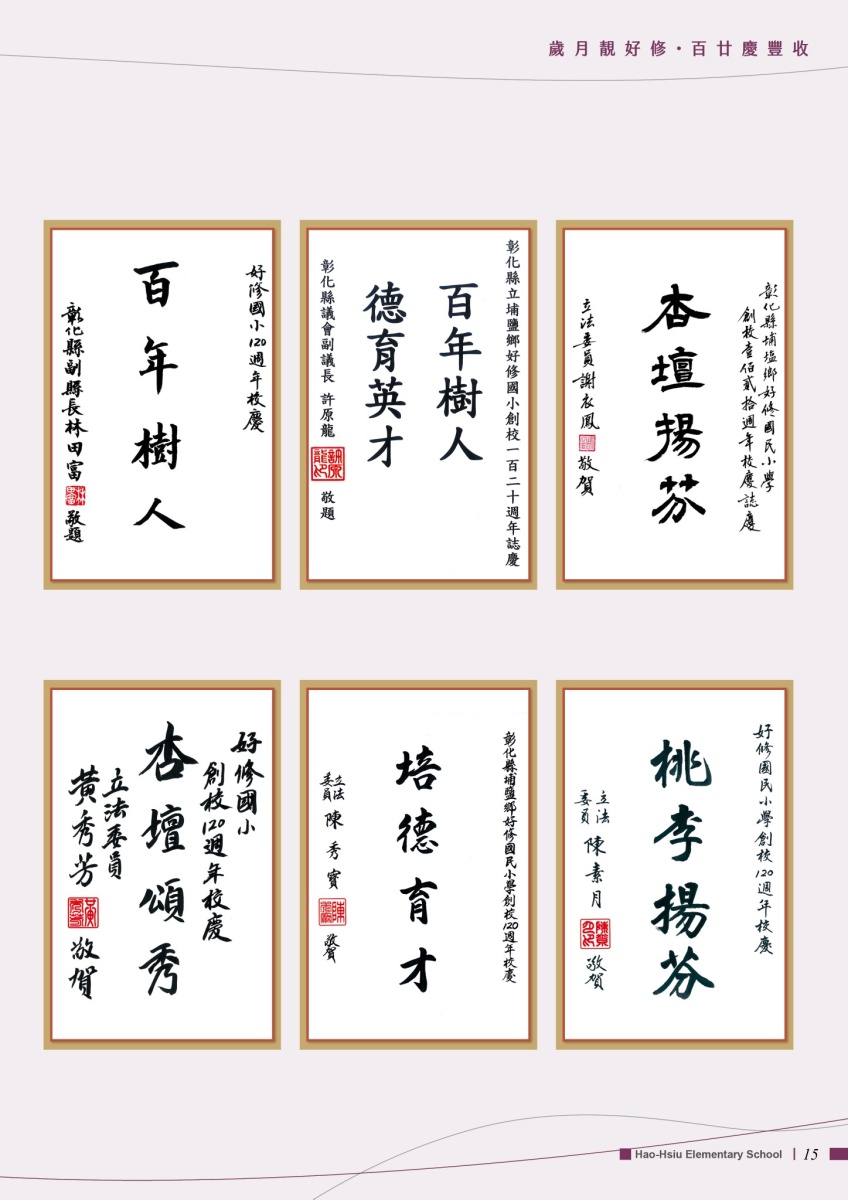 歲月靚好修・百廿慶豐收
彰化縣埔塩鄉好修國民小學
創校壹佰貳拾週年校慶誌慶
杏壇揚芬
立法委員謝衣鳳
敬賀
彰化縣立埔鹽鄉好修國小創校一百二十週年誌慶
百年樹人
德育英才
彰化縣議會副議長 許原龍
敬題
好修國小120週年校慶
百年樹人
彰化縣副縣長林田富
敬題
好修國民小學創校120週年校慶
桃李揚芬
立法委員 陳素月
敬賀
彰化縣埔鹽鄉好修國民小學創校120週年校慶
培德育才
立法委員 陳秀寳
敬賀
好修國小
創校120週年校慶
杏壇頌秀
立法委員
黃秀芳
敬賀
Hao-Hsiu Elementary School
15